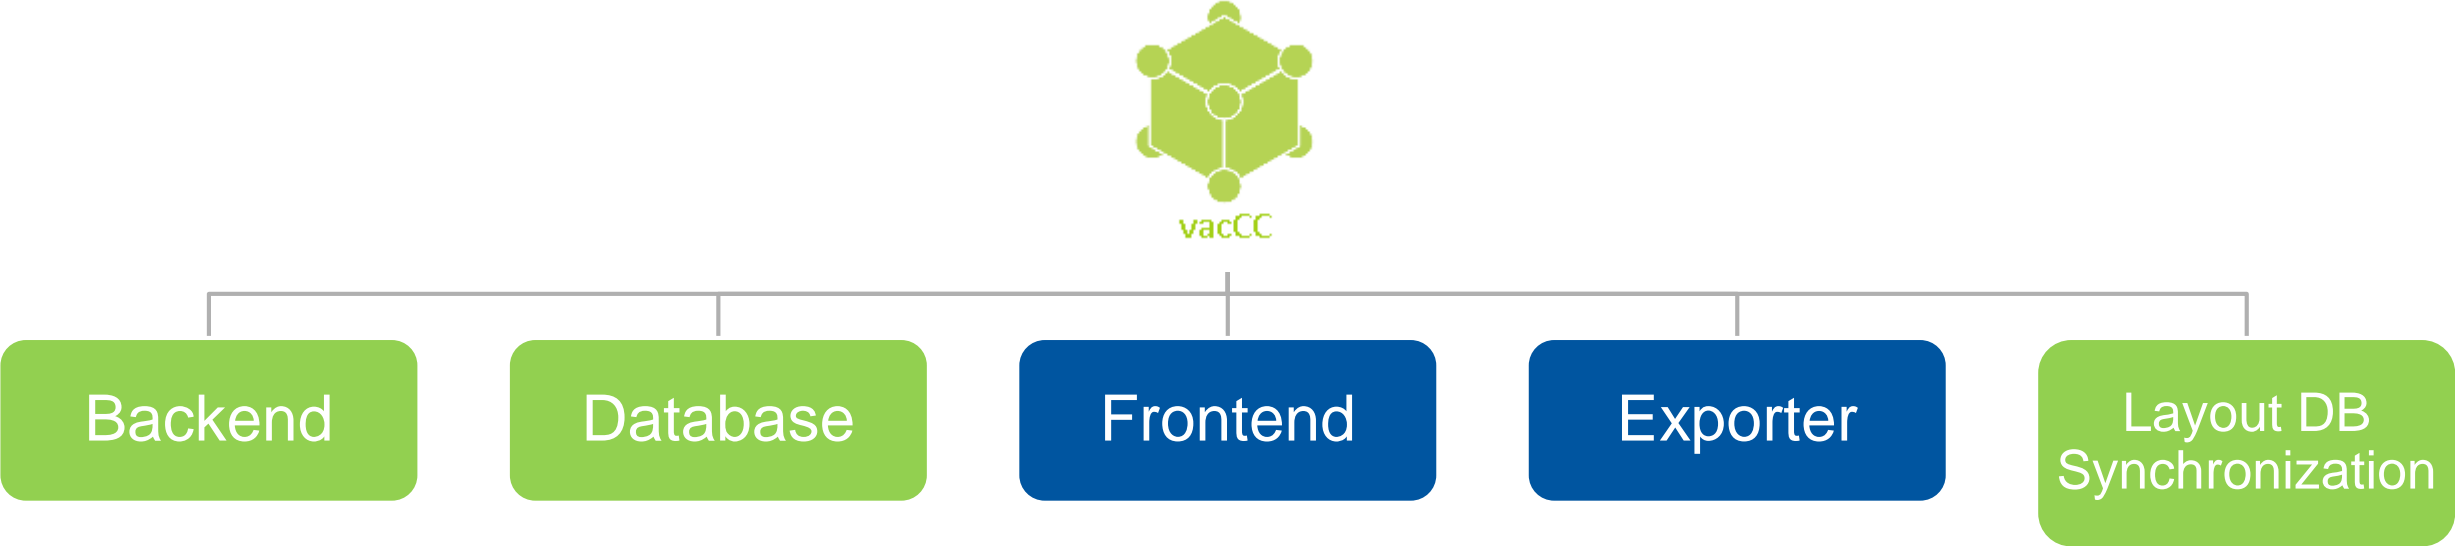 vacCC
Backend
Database
Frontend
Exporter
Layout DB
Synchronization